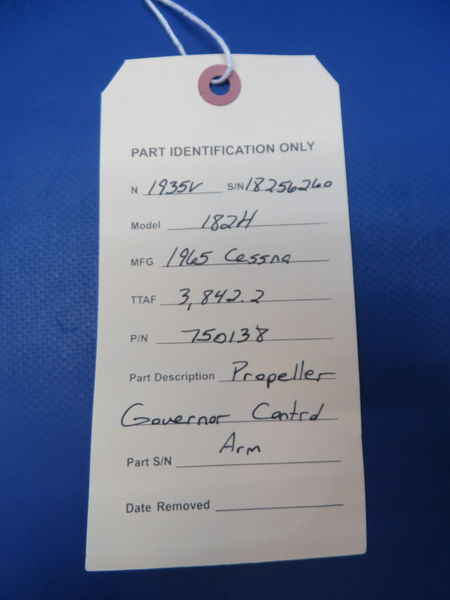 PART IDENTIFICATION ONLY
N 1935V S/N 18256260
Model 182H
MFG 1965 Cessna
TTAF 3,842.2
P/N 750138
Part Description Propeller
Governor Control
Arm
Part S/N
Date Removed